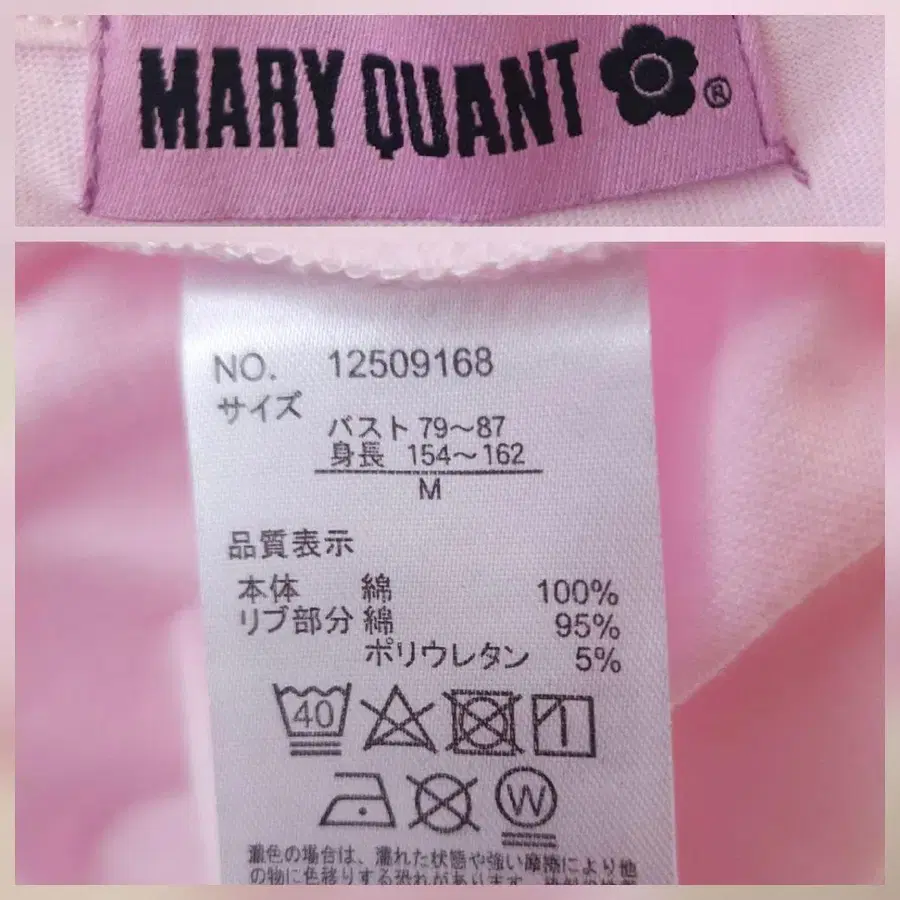 MARY QUANT ®
NO. 12509168
サイズ
バスト 79～87
身長 154～162
M
品質表示
本体 綿 100%
リブ部分 綿 95%
ポリウレタン 5%
40
W
濃色の場合は、濡れた状態や強い摩擦により他
の物に色移りする恐れがあります